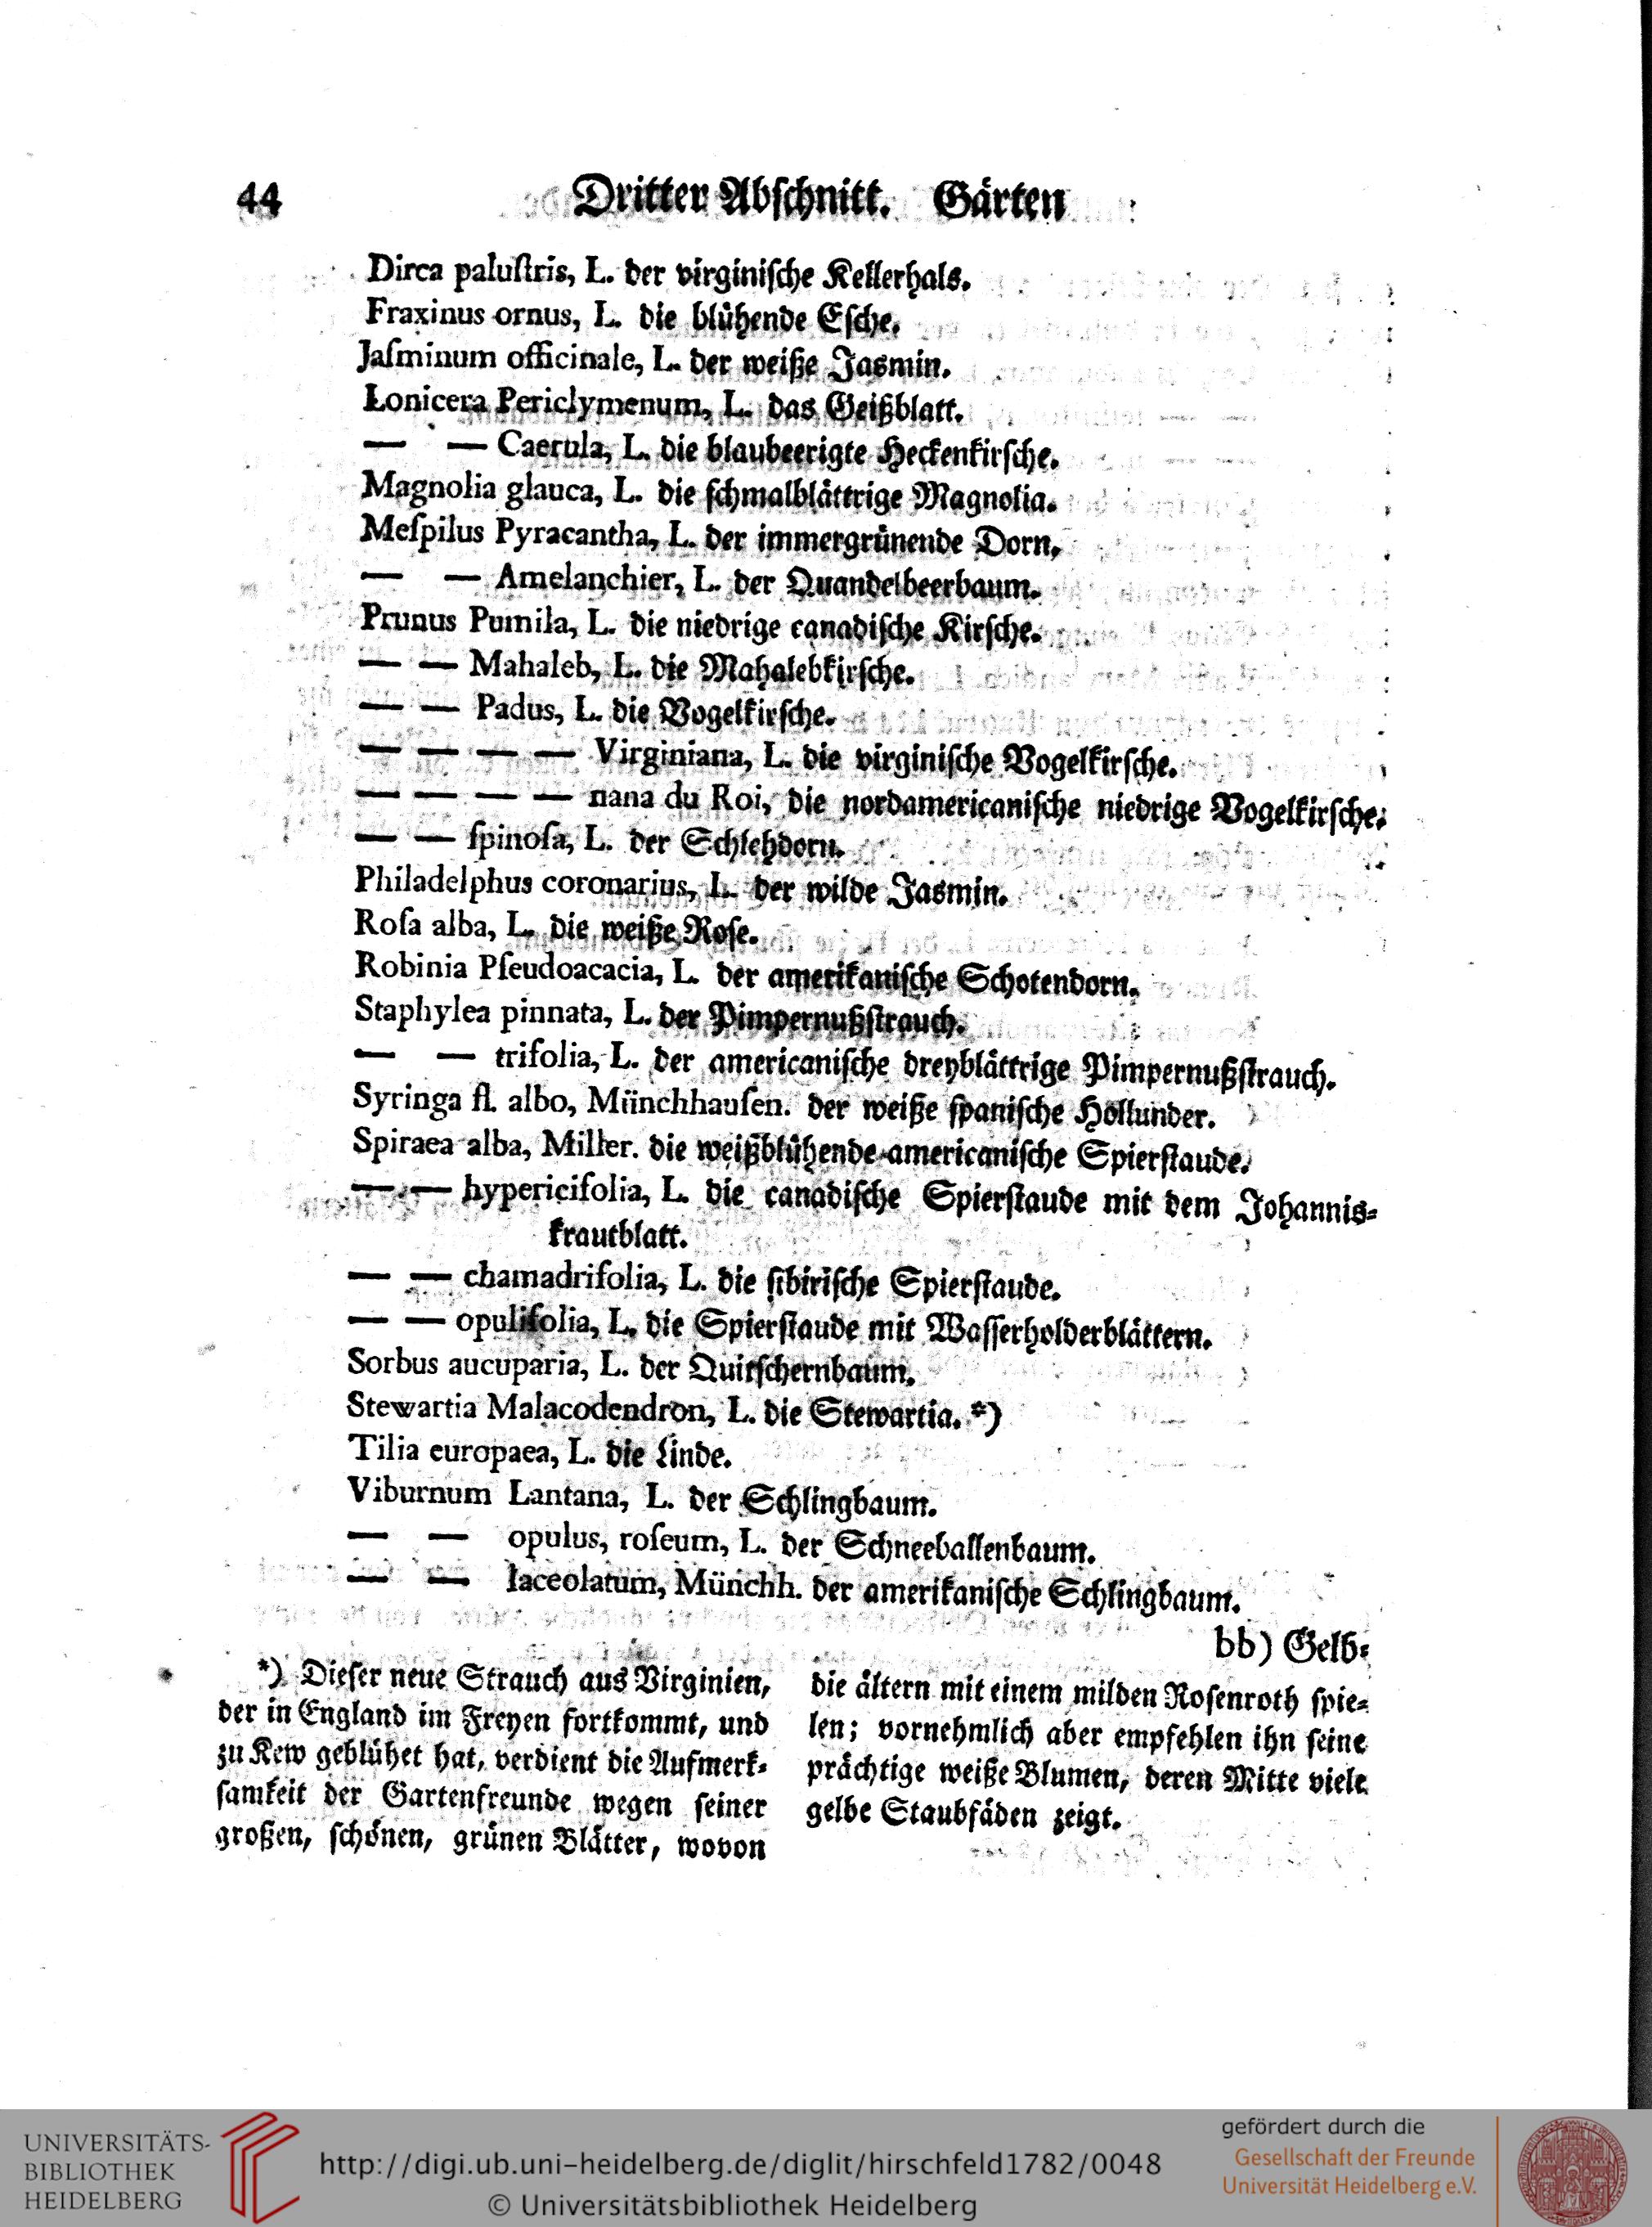 44 Dritter Abſchnitt. Gärten
Dirca paluſtris, L. der virginiſche Kellerhals.
Fraxinus ornus, L. die blühende Eſche.
Jaſminum officinale, L. der weiße Jasmin.
Lonicera Periclymenum, L. das Geißblatt.
— — Caerula, L. die blaubeerigte Heckenkirſche.
Magnolia glauca, L. die ſchmalblättrige Magnolia.
Meſpilus Pyracantha, L. der immergrünende Dorn.
— — Amelanchier, L. der Quandelbeerbaum.
Prunus Pumila, L. die niedrige canadiſche Kirſche.
— — Mahaleb, L. die Mahalebkirſche.
— — Padus, L. die Vogelkirſche.
— — — — Virginiana, L. die virginiſche Vogelkirſche.
— — — — nana du Roi, die nordamericaniſche niedrige Vogelkirſche.
— — ſpinoſa, L. der Schlehdorn.
Philadelphus coronarius, L. der wilde Jasmin.
Roſa alba, L. die weiße Roſe.
Robinia Pſeudoacacia, L. der amerikaniſche Schotendorn.
Staphylea pinnata, L. der Pimpernußſtrauch.
— — trifolia, L. der americaniſche dreyblättrige Pimpernußſtrauch.
Syringa fl. albo, Münchhauſen. der weiße ſpaniſche Hollunder.
Spiraea alba, Miller. die weißblühende americaniſche Spierſtaude.
— — hypericifolia, L. die canadiſche Spierſtaude mit dem Johannis-
krautblatt.
— — chamadrifolia, L. die ſibiriſche Spierſtaude.
— — opulifolia, L. die Spierſtaude mit Waſſerholderblättern.
Sorbus aucuparia, L. der Quitſchernbaum.
Stewartia Malacodendron, L. die Stewartia. *)
Tilia europaea, L. die Linde.
Viburnum Lantana, L. der Schlingbaum.
— — opulus, roſeum, L. der Schneeballenbaum.
— — laceolatum, Münchh. der amerikaniſche Schlingbaum.
bb) Gelb-
*) Dieſer neue Strauch aus Virginien,
der in England im Freyen fortkommt, und
zu Kew geblühet hat, verdient die Aufmerk-
ſamkeit der Gartenfreunde wegen ſeiner
großen, ſchönen, grünen Blätter, wovon
die ältern mit einem milden Roſenroth ſpie-
len; vornehmlich aber empfehlen ihn ſeine
prächtige weiße Blumen, deren Mitte viele
gelbe Staubfäden zeigt.
UNIVERSITÄTS-
BIBLIOTHEK
HEIDELBERG
http://digi.ub.uni-heidelberg.de/diglit/hirschfeld1782/0048
© Universitätsbibliothek Heidelberg
gefördert durch die
Gesellschaft der Freunde
Universität Heidelberg e.V.